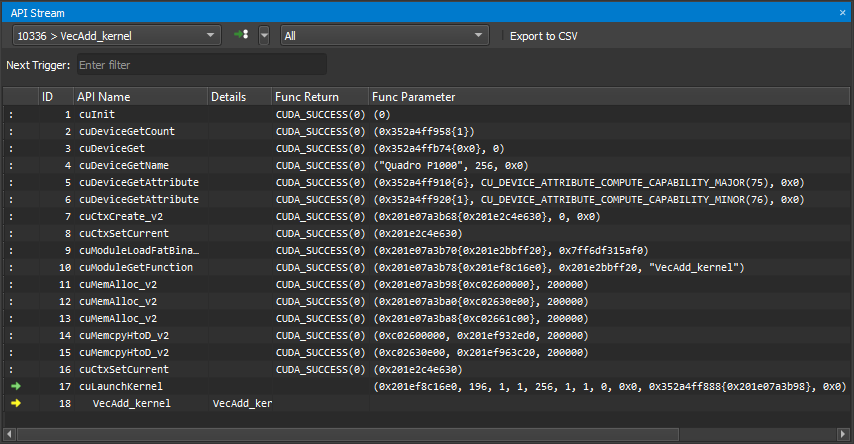 API Stream ×
10336 > VecAdd_kernel All Export to CSV
Next Trigger: Enter filter
ID API Name Details Func Return Func Parameter
: 1 cuInit CUDA_SUCCESS(0) (0)
: 2 cuDeviceGetCount CUDA_SUCCESS(0) (0x352a4ff958{1})
: 3 cuDeviceGet CUDA_SUCCESS(0) (0x352a4ffb74{0x0}, 0)
: 4 cuDeviceGetName CUDA_SUCCESS(0) ("Quadro P1000", 256, 0x0)
: 5 cuDeviceGetAttribute CUDA_SUCCESS(0) (0x352a4ff910{6}, CU_DEVICE_ATTRIBUTE_COMPUTE_CAPABILITY_MAJOR(75), 0x0)
: 6 cuDeviceGetAttribute CUDA_SUCCESS(0) (0x352a4ff920{1}, CU_DEVICE_ATTRIBUTE_COMPUTE_CAPABILITY_MINOR(76), 0x0)
: 7 cuCtxCreate_v2 CUDA_SUCCESS(0) (0x201e07a3b68{0x201e2c4e630}, 0, 0x0)
: 8 cuCtxSetCurrent CUDA_SUCCESS(0) (0x201e2c4e630)
: 9 cuModuleLoadFatBina... CUDA_SUCCESS(0) (0x201e07a3b70{0x201e2bbff20}, 0x7ff6df315af0)
: 10 cuModuleGetFunction CUDA_SUCCESS(0) (0x201e07a3b78{0x201ef8c16e0}, 0x201e2bbff20, "VecAdd_kernel")
: 11 cuMemAlloc_v2 CUDA_SUCCESS(0) (0x201e07a3b98{0xc02600000}, 200000)
: 12 cuMemAlloc_v2 CUDA_SUCCESS(0) (0x201e07a3ba0{0xc02630e00}, 200000)
: 13 cuMemAlloc_v2 CUDA_SUCCESS(0) (0x201e07a3ba8{0xc02661c00}, 200000)
: 14 cuMemcpyHtoD_v2 CUDA_SUCCESS(0) (0xc02600000, 0x201ef932ed0, 200000)
: 15 cuMemcpyHtoD_v2 CUDA_SUCCESS(0) (0xc02630e00, 0x201ef963c20, 200000)
: 16 cuCtxSetCurrent CUDA_SUCCESS(0) (0x201e2c4e630)
17 cuLaunchKernel (0x201ef8c16e0, 196, 1, 1, 256, 1, 1, 0, 0x0, 0x352a4ff888{0x201e07a3b98}, 0x0)
18 VecAdd_kernel VecAdd_ker